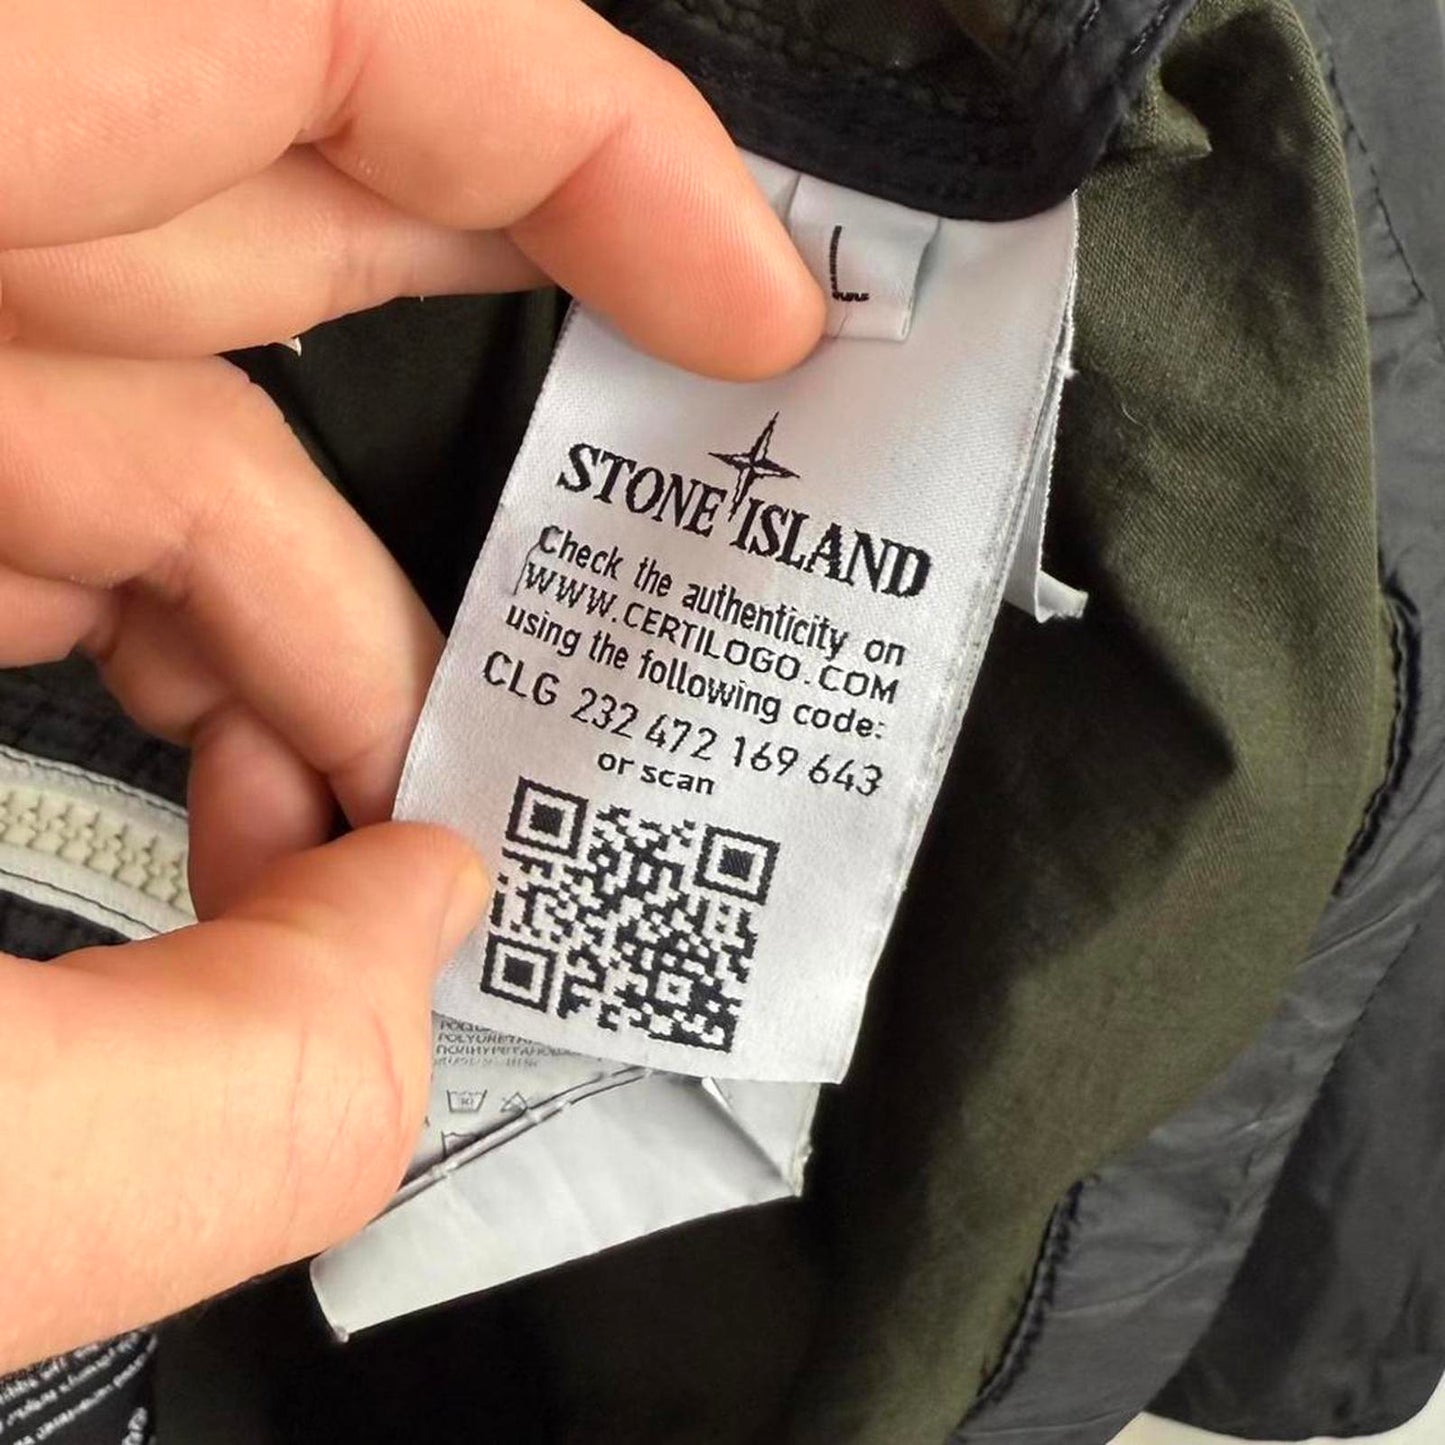 L
STONE ISLAND
Check the authenticity on
WWW.CERTILOGO.COM
using the following code:
CLG 232 472 169 643
or scan